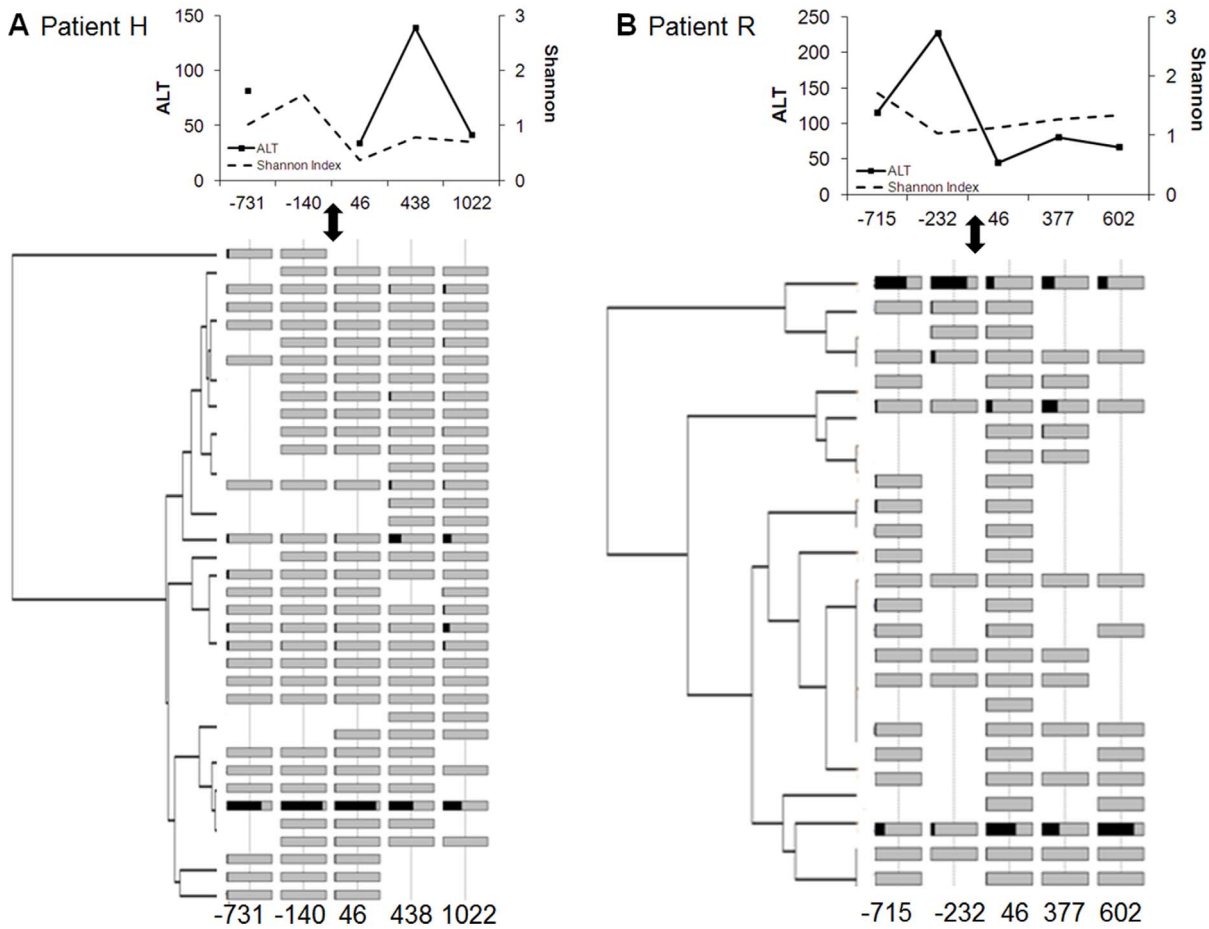 A Patient H
150
100
50
0
ALT
3
2
1
0
Shannon
ALT
Shannon Index
-731 -140 46 438 1022
-731 -140 46 438 1022
B Patient R
250
200
150
100
50
0
ALT
3
2
1
0
Shannon
ALT
Shannon Index
-715 -232 46 377 602
-715 -232 46 377 602